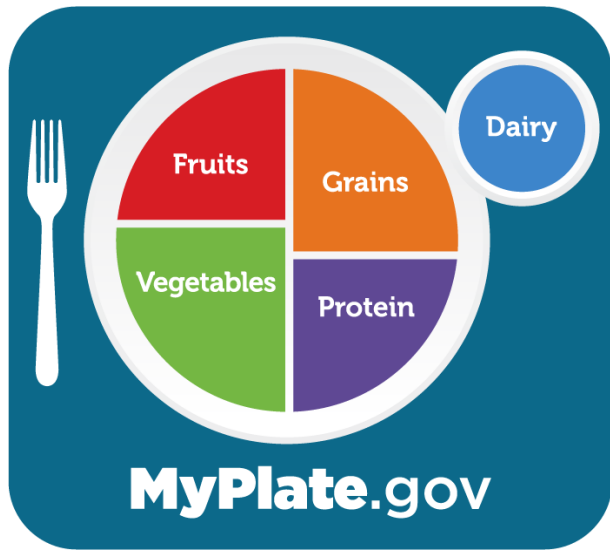 Fruits
Grains
Dairy
Vegetables
Protein
MyPlate.gov